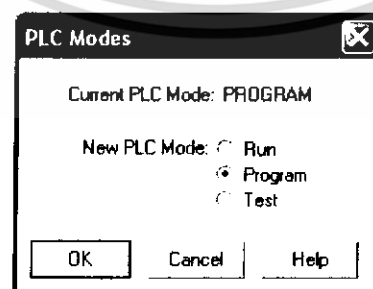 PLC Modes
Current PLC Mode: PROGRAM
New PLC Mode: Run
Program
Test
OK Cancel Help